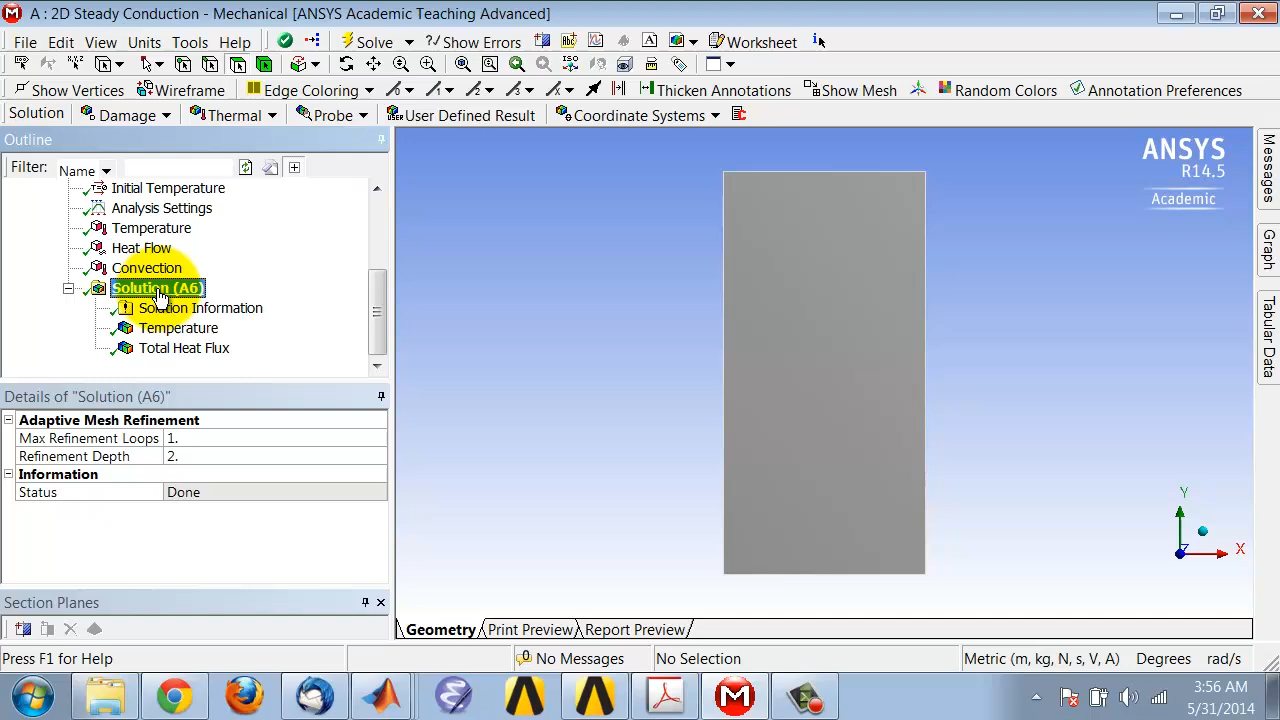 A : 2D Steady Conduction - Mechanical [ANSYS Academic Teaching Advanced]
File Edit View Units Tools Help Solve Show Errors Worksheet
Show Vertices Wireframe Edge Coloring Thicken Annotations Show Mesh Random Colors Annotation Preferences
Solution Damage Thermal Probe User Defined Result Coordinate Systems
Outline
Filter: Name
Initial Temperature
Analysis Settings
Temperature
Heat Flow
Convection
Solution (A6)
Solution Information
Temperature
Total Heat Flux
Details of "Solution (A6)"
Adaptive Mesh Refinement
Max Refinement Loops 1.
Refinement Depth 2.
Information
Status Done
Section Planes
ANSYS
R14.5
Academic
Y
X
Z
Messages
Graph
Tabular Data
Geometry Print Preview Report Preview
Press F1 for Help 0 No Messages No Selection Metric (m, kg, N, s, V, A) Degrees rad/s
3:56 AM
5/31/2014